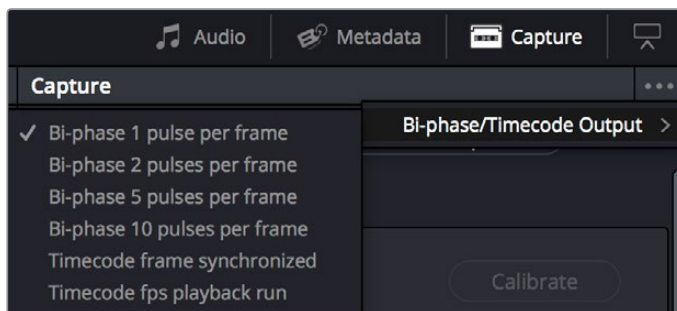 Audio
Metadata
Capture
Capture
Bi-phase/Timecode Output
Bi-phase 1 pulse per frame
Bi-phase 2 pulses per frame
Bi-phase 5 pulses per frame
Bi-phase 10 pulses per frame
Timecode frame synchronized
Timecode fps playback run
Calibrate